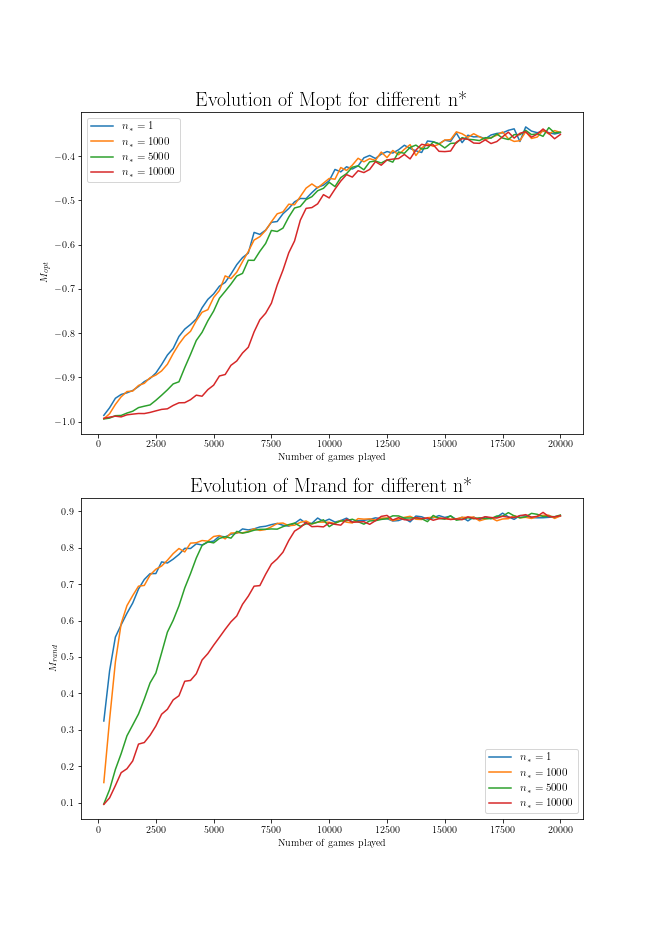 Evolution of Mopt for different n*
n* = 1
n* = 1000
n* = 5000
n* = 10000
−0.4
−0.5
−0.6
−0.7
−0.8
−0.9
−1.0
M_opt
0 2500 5000 7500 10000 12500 15000 17500 20000
Number of games played
Evolution of Mrand for different n*
0.9
0.8
0.7
0.6
0.5
0.4
0.3
0.2
0.1
M_rand
n* = 1
n* = 1000
n* = 5000
n* = 10000
0 2500 5000 7500 10000 12500 15000 17500 20000
Number of games played